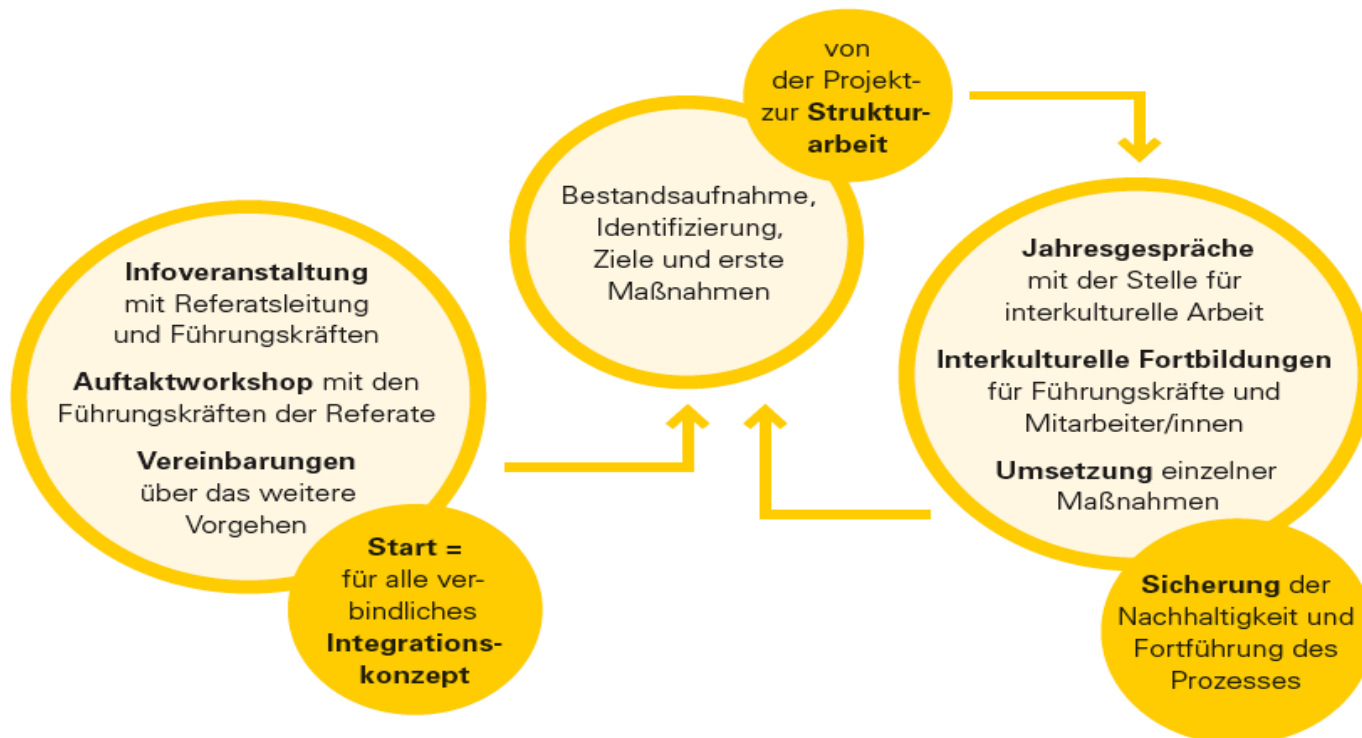 Infoveranstaltung
mit Referatsleitung
und Führungskräften
Auftaktworkshop mit den
Führungskräften der Referate
Vereinbarungen
über das weitere
Vorgehen
Start =
für alle ver-
bindliches
Integrations-
konzept
von
der Projekt-
zur Struktur-
arbeit
Bestandsaufnahme,
Identifizierung,
Ziele und erste
Maßnahmen
Jahresgespräche
mit der Stelle für
interkulturelle Arbeit
Interkulturelle Fortbildungen
für Führungskräfte und
Mitarbeiter/innen
Umsetzung einzelner
Maßnahmen
Sicherung der
Nachhaltigkeit und
Fortführung des
Prozesses